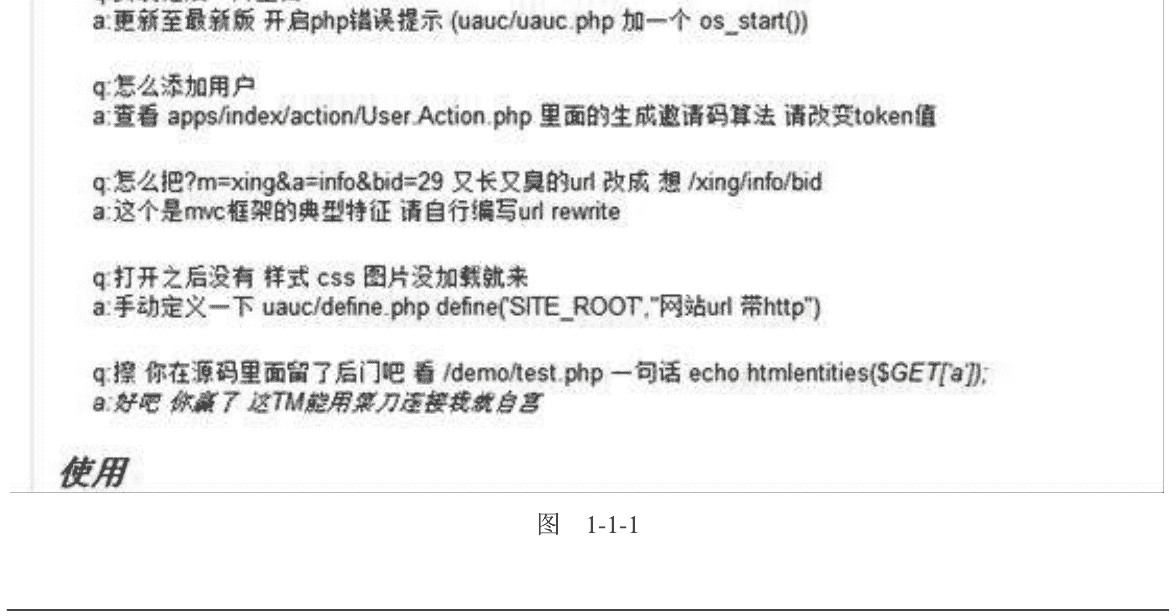 a:更新至最新版 开启php错误提示 (uauc/uauc.php 加一个 os_start())
q:怎么添加用户
a:查看 apps/index/action/User.Action.php 里面的生成邀请码算法 请改变token值
q:怎么把?m=xing&a=info&bid=29 又长又臭的url 改成 想 /xing/info/bid
a:这个是mvc框架的典型特征 请自行编写url rewrite
q:打开之后没有 样式 css 图片没加载就来
a:手动定义一下 uauc/define.php define('SITE_ROOT',"网站url 带http")
q:擦 你在源码里面留了后门吧 看 /demo/test.php 一句话 echo htmlentities($GET['a']);
a:好吧 你赢了 这TM能用菜刀连接我就自宫
使用
图 1-1-1